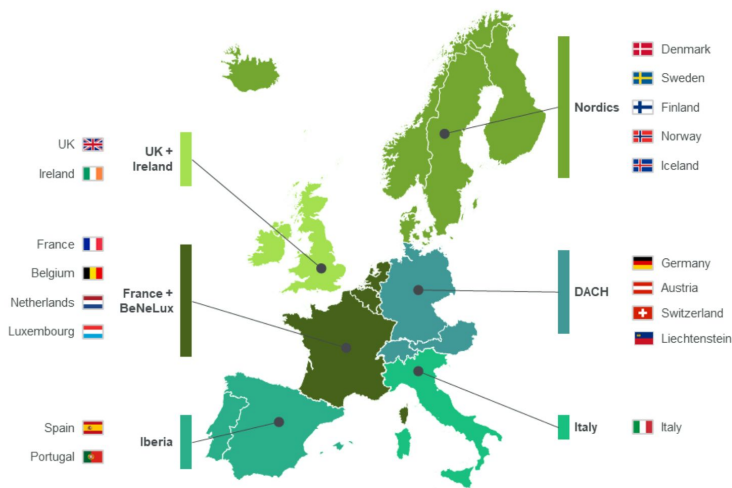 UK
Ireland
UK +
Ireland
France
Belgium
Netherlands
Luxembourg
France +
BeNeLux
Spain
Portugal
Iberia
Nordics
Denmark
Sweden
Finland
Norway
Iceland
DACH
Germany
Austria
Switzerland
Liechtenstein
Italy
Italy